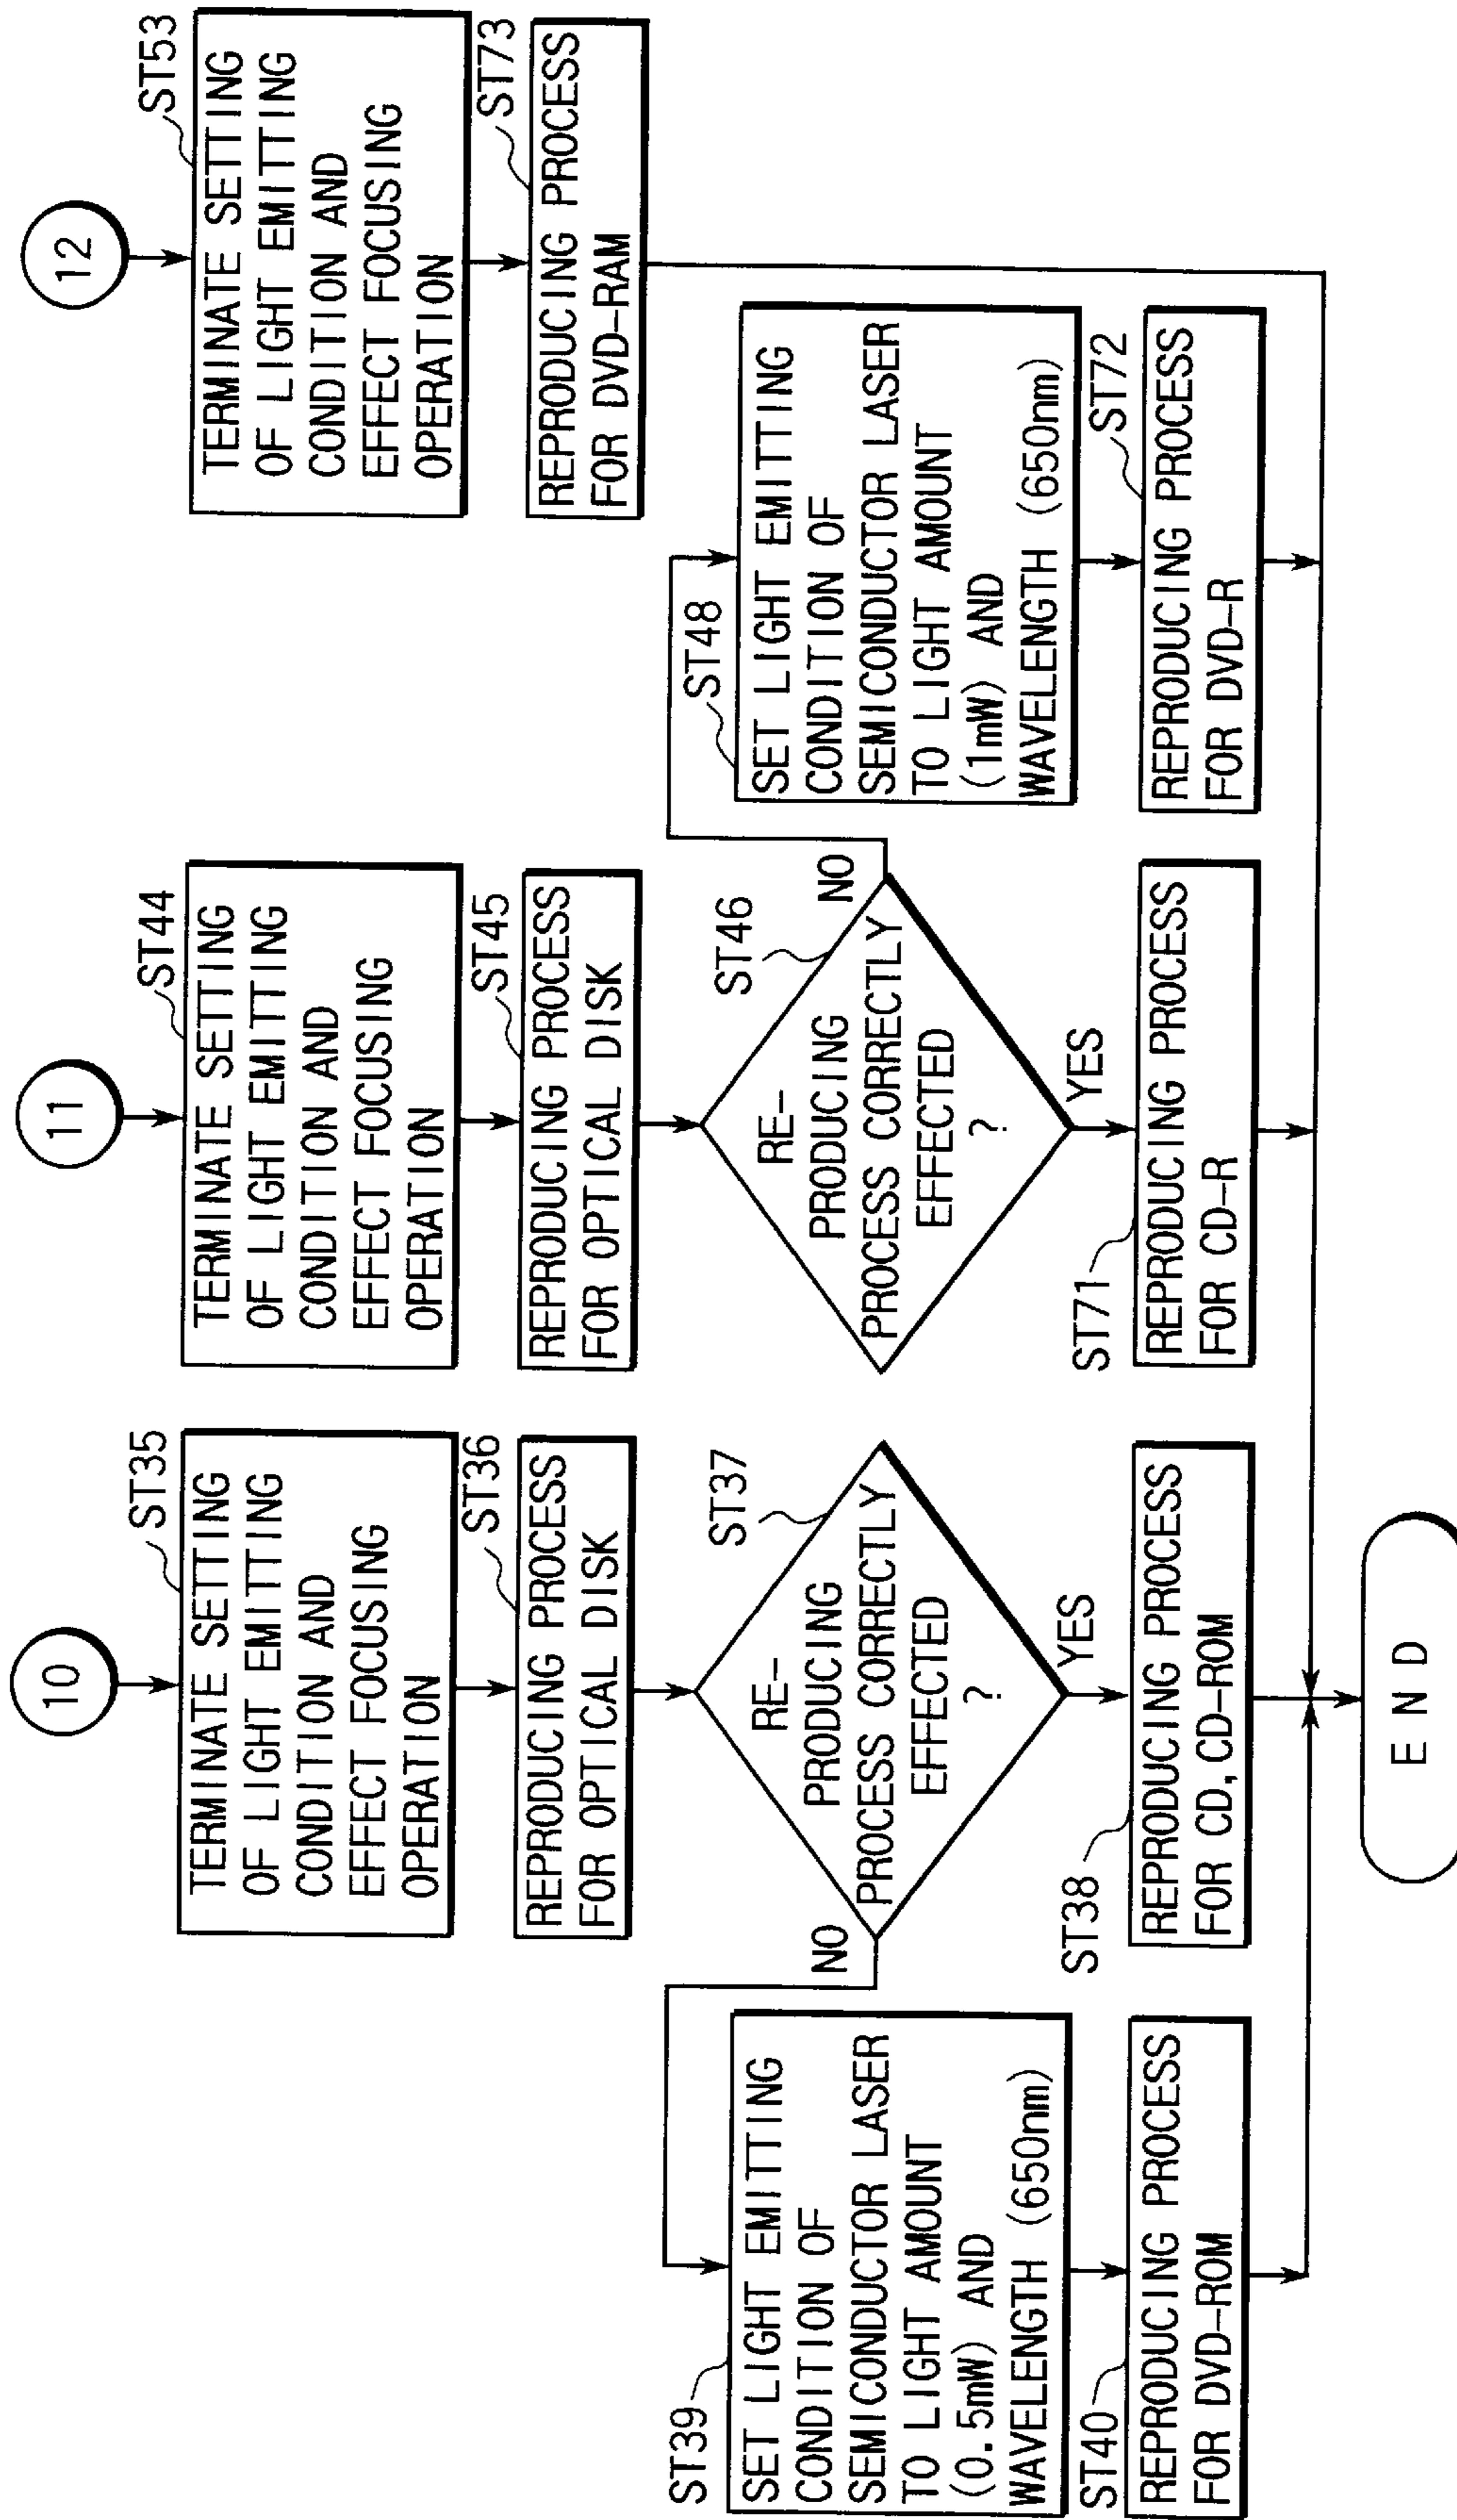 10
ST35
TERMINATE SETTING
OF LIGHT EMITTING
CONDITION AND
EFFECT FOCUSING
OPERATION
ST36
REPRODUCING PROCESS
FOR OPTICAL DISK
ST37
RE-
PRODUCING
PROCESS CORRECTLY
EFFECTED
?
NO
YES
ST39
SET LIGHT EMITTING
CONDITION OF
SEMICONDUCTOR LASER
TO LIGHT AMOUNT
(0.5mW) AND
WAVELENGTH (650nm)
ST40
REPRODUCING PROCESS
FOR DVD-ROM
ST38
REPRODUCING PROCESS
FOR CD,CD-ROM
11
ST44
TERMINATE SETTING
OF LIGHT EMITTING
CONDITION AND
EFFECT FOCUSING
OPERATION
ST45
REPRODUCING PROCESS
FOR OPTICAL DISK
ST46
RE-
PRODUCING
PROCESS CORRECTLY
EFFECTED
?
NO
YES
ST71
REPRODUCING PROCESS
FOR CD-R
ST48
SET LIGHT EMITTING
CONDITION OF
SEMICONDUCTOR LASER
TO LIGHT AMOUNT
(1mW) AND
WAVELENGTH (650nm)
ST72
REPRODUCING PROCESS
FOR DVD-R
12
ST53
TERMINATE SETTING
OF LIGHT EMITTING
CONDITION AND
EFFECT FOCUSING
OPERATION
ST73
REPRODUCING PROCESS
FOR DVD-RAM
END